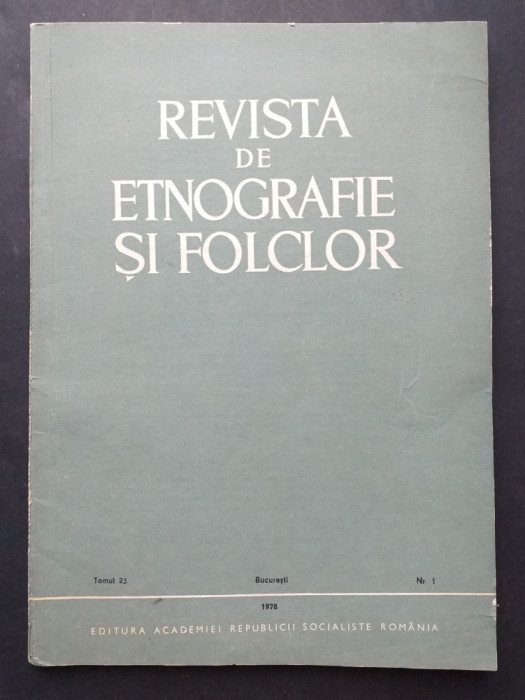 REVISTA
DE
ETNOGRAFIE
ȘI FOLCLOR
Tomul 23 București Nr. 1
1978
EDITURA ACADEMIEI REPUBLICII SOCIALISTE ROMÂNIA